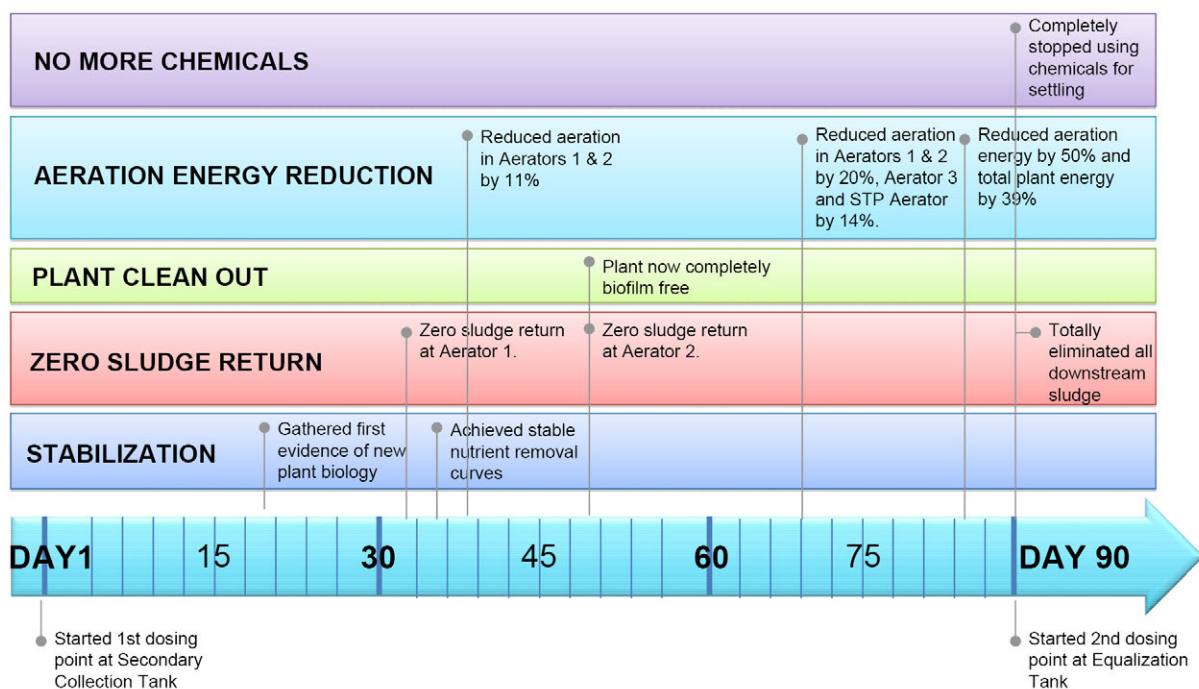 NO MORE CHEMICALS
Completely
stopped using
chemicals for
settling
AERATION ENERGY REDUCTION
Reduced aeration
in Aerators 1 & 2
by 11%
Reduced aeration
in Aerators 1 & 2
by 20%, Aerator 3
and STP Aerator
by 14%.
Reduced aeration
energy by 50% and
total plant energy
by 39%
PLANT CLEAN OUT
Plant now completely
biofilm free
ZERO SLUDGE RETURN
Zero sludge return
at Aerator 1.
Zero sludge return
at Aerator 2.
Totally
eliminated all
downstream
sludge
STABILIZATION
Gathered first
evidence of new
plant biology
Achieved stable
nutrient removal
curves
DAY1 15 30 45 60 75 DAY 90
Started 1st dosing
point at Secondary
Collection Tank
Started 2nd dosing
point at Equalization
Tank